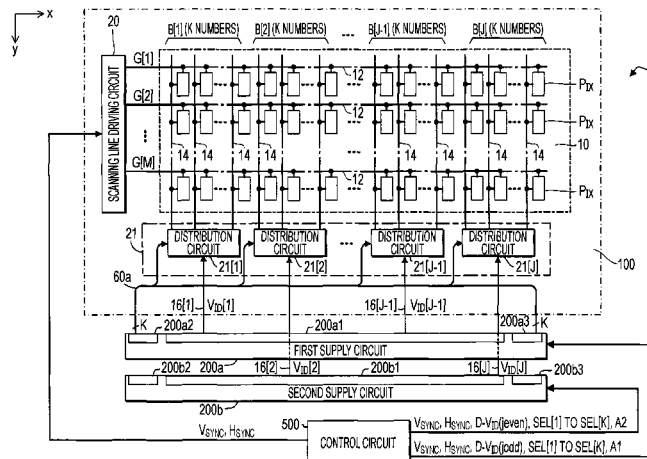 x
y
20
B[1] (K NUMBERS) B[2] (K NUMBERS) ... B[J-1] (K NUMBERS) B[J] (K NUMBERS)
SCANNING LINE DRIVING CIRCUIT
G[1]
12 12
PIX
G[2]
12 12
PIX
14 14 14 14 14 14 14
10
G[M]
12
PIX
21
DISTRIBUTION CIRCUIT DISTRIBUTION CIRCUIT ... DISTRIBUTION CIRCUIT DISTRIBUTION CIRCUIT
21[1] 21[2] 21[J-1] 21[J]
100
60a
16[1] VID[1] 16[J-1] VID[J-1]
K 200a2 200a1 200a3 K
FIRST SUPPLY CIRCUIT
200b2 200a 16[2] VID[2] 200b1 16[J] VID[J] 200b3
SECOND SUPPLY CIRCUIT
200b
VSYNC, HSYNC
500
CONTROL CIRCUIT
VSYNC, HSYNC, D-VID(jeven), SEL[1] TO SEL[K], A2
VSYNC, HSYNC, D-VID(jodd), SEL[1] TO SEL[K], A1